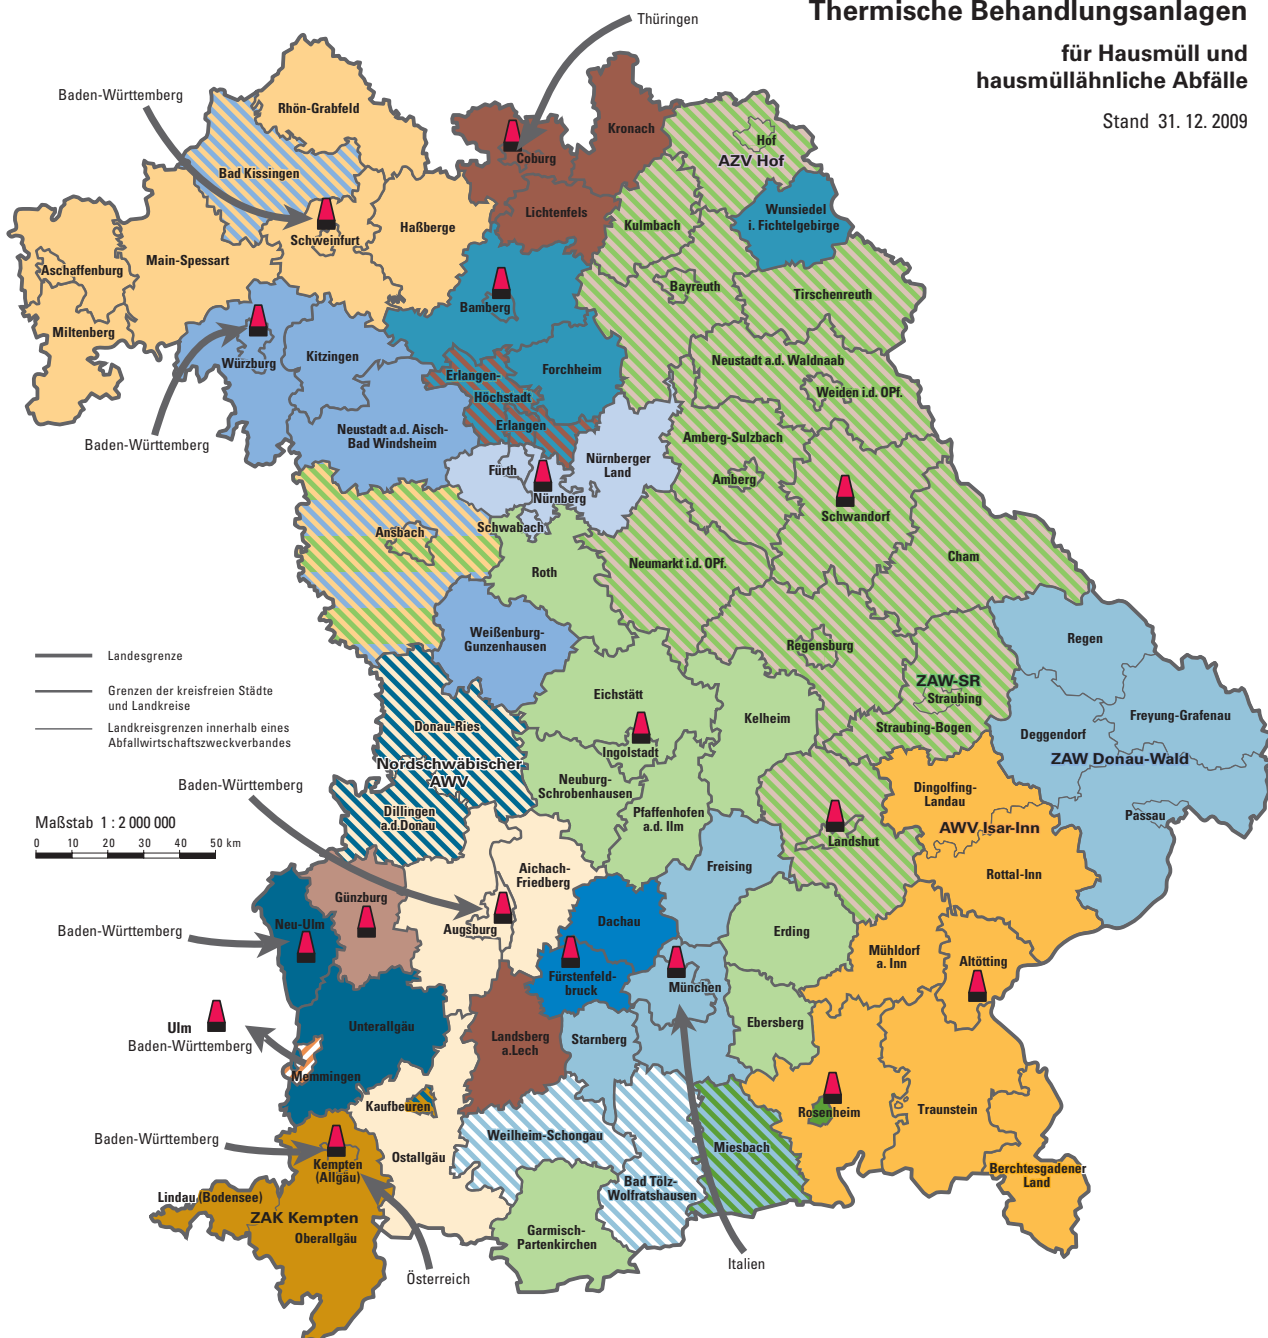 Thermische Behandlungsanlagen
für Hausmüll und
hausmüllähnliche Abfälle
Stand 31. 12. 2009
Thüringen
Baden-Württemberg
Rhön-Grabfeld
Kronach
Hof
AZV Hof
Coburg
Bad Kissingen
Lichtenfels
Wunsiedel
i. Fichtelgebirge
Kulmbach
Haßberge
Schweinfurt
Main-Spessart
Aschaffenburg
Bayreuth
Tirschenreuth
Bamberg
Miltenberg
Würzburg
Kitzingen
Neustadt a.d. Waldnaab
Forchheim
Erlangen-
Höchstadt
Weiden i.d. OPf.
Erlangen
Baden-Württemberg
Neustadt a.d. Aisch-
Bad Windsheim
Amberg-Sulzbach
Nürnberger
Land
Fürth
Amberg
Nürnberg
Schwandorf
Schwabach
Ansbach
Cham
Neumarkt i.d. OPf.
Roth
Weißenburg-
Gunzenhausen
Regensburg
Regen
Landesgrenze
Grenzen der kreisfreien Städte
und Landkreise
Landkreisgrenzen innerhalb eines
Abfallwirtschaftszweckverbandes
ZAW-SR
Straubing
Eichstätt
Kelheim
Freyung-Grafenau
Straubing-Bogen
Deggendorf
Donau-Ries
Ingolstadt
ZAW Donau-Wald
Nordschwäbischer
AWV
Baden-Württemberg
Neuburg-
Schrobenhausen
Dingolfing-
Landau
Dillingen
a.d.Donau
Pfaffenhofen
a.d. Ilm
Passau
Maßstab 1 : 2 000 000
0 10 20 30 40 50 km
AWV Isar-Inn
Landshut
Aichach-
Friedberg
Freising
Rottal-Inn
Günzburg
Neu-Ulm
Augsburg
Dachau
Baden-Württemberg
Erding
Mühldorf
a. Inn
Altötting
Fürstenfeld-
bruck
München
Ulm
Baden-Württemberg
Unterallgäu
Landsberg
a.Lech
Starnberg
Ebersberg
Memmingen
Kaufbeuren
Rosenheim
Traunstein
Baden-Württemberg
Weilheim-Schongau
Miesbach
Kempten
(Allgäu)
Ostallgäu
Bad Tölz-
Wolfratshausen
Berchtesgadener
Land
Lindau (Bodensee)
ZAK Kempten
Oberallgäu
Garmisch-
Partenkirchen
Italien
Österreich